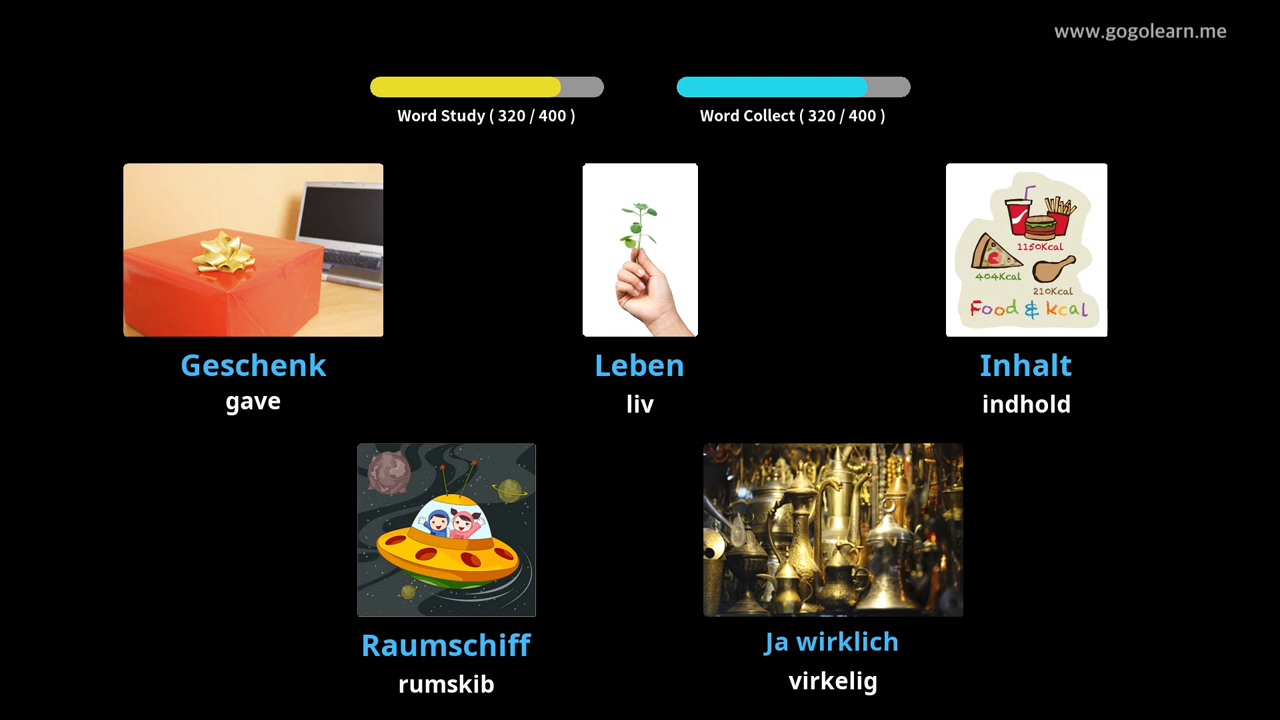 www.gogolearn.me
Word Study ( 320 / 400 )
Word Collect ( 320 / 400 )
1150Kcal
404Kcal
210Kcal
Food & kcal
Geschenk
gave
Leben
liv
Inhalt
indhold
Raumschiff
rumskib
Ja wirklich
virkelig